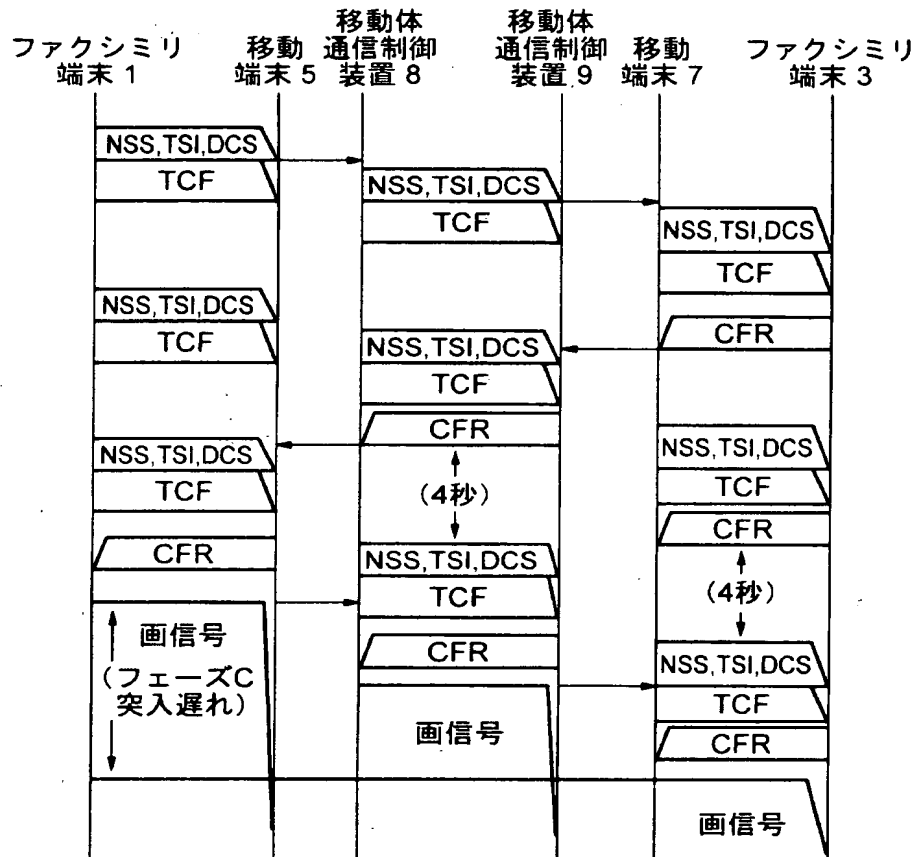 ファクシミリ
端末1
移動
端末5
移動体
通信制御
装置8
移動体
通信制御
装置9
移動
端末7
ファクシミリ
端末3
NSS,TSI,DCS
TCF
NSS,TSI,DCS
TCF
NSS,TSI,DCS
TCF
NSS,TSI,DCS
TCF
CFR
NSS,TSI,DCS
TCF
CFR
NSS,TSI,DCS
TCF
NSS,TSI,DCS
TCF
(4秒)
CFR
CFR
NSS,TSI,DCS
TCF
(4秒)
画信号
(フェーズC
突入遅れ)
CFR
NSS,TSI,DCS
TCF
CFR
画信号
画信号